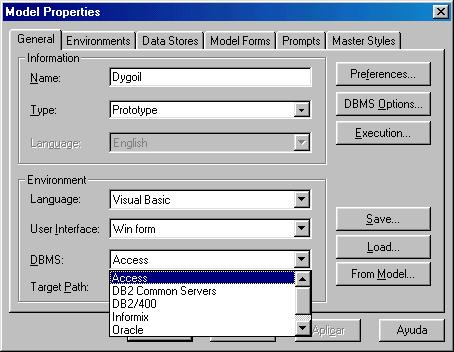 Model Properties
General
Environments
Data Stores
Model Forms
Prompts
Master Styles
Information
Name: Dygoil
Type: Prototype
Language: English
Preferences...
DBMS Options...
Execution...
Environment
Language: Visual Basic
User Interface: Win form
DBMS: Access
Target Path:
Access
DB2 Common Servers
DB2/400
Informix
Oracle
Save...
Load...
From Model...
Aplicar
Ayuda